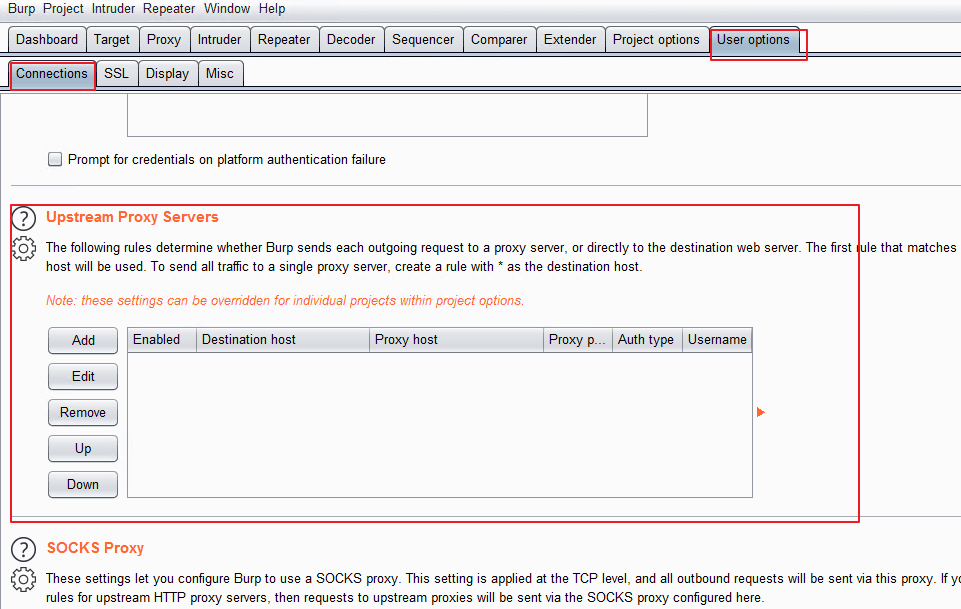 Burp Project Intruder Repeater Window Help
Dashboard Target Proxy Intruder Repeater Decoder Sequencer Comparer Extender Project options User options
Connections SSL Display Misc
Prompt for credentials on platform authentication failure
? Upstream Proxy Servers
The following rules determine whether Burp sends each outgoing request to a proxy server, or directly to the destination web server. The first rule that matches
host will be used. To send all traffic to a single proxy server, create a rule with * as the destination host.
Note: these settings can be overridden for individual projects within project options.
Add Enabled Destination host Proxy host Proxy p... Auth type Username
Edit
Remove
Up
Down
? SOCKS Proxy
These settings let you configure Burp to use a SOCKS proxy. This setting is applied at the TCP level, and all outbound requests will be sent via this proxy. If
rules for upstream HTTP proxy servers, then requests to upstream proxies will be sent via the SOCKS proxy configured here.